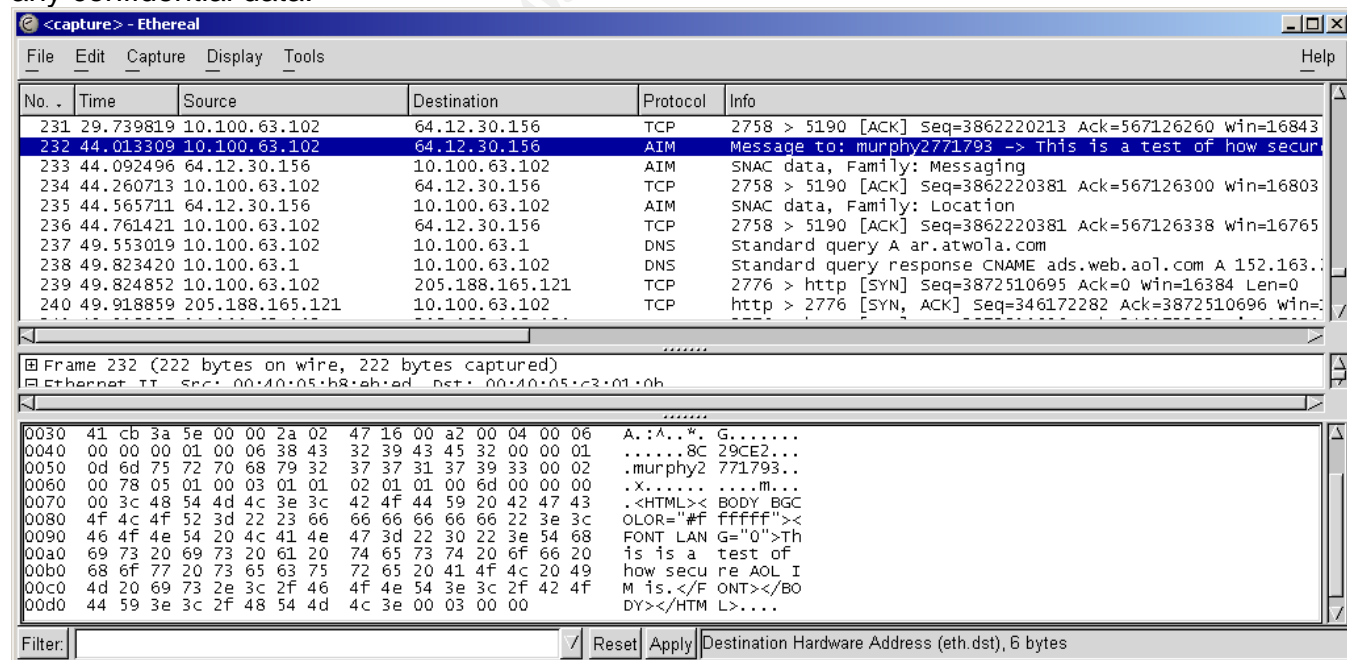 any confidential data.
<capture> - Ethereal
File Edit Capture Display Tools Help
No. Time Source Destination Protocol Info
231 29.739819 10.100.63.102 64.12.30.156 TCP 2758 > 5190 [ACK] Seq=3862220213 Ack=567126260 Win=16843
232 44.013309 10.100.63.102 64.12.30.156 AIM Message to: murphy2771793 -> This is a test of how secur
233 44.092496 64.12.30.156 10.100.63.102 AIM SNAC data, Family: Messaging
234 44.260713 10.100.63.102 64.12.30.156 TCP 2758 > 5190 [ACK] Seq=3862220381 Ack=567126300 Win=16803
235 44.565711 64.12.30.156 10.100.63.102 AIM SNAC data, Family: Location
236 44.761421 10.100.63.102 64.12.30.156 TCP 2758 > 5190 [ACK] Seq=3862220381 Ack=567126338 Win=16765
237 49.553019 10.100.63.102 10.100.63.1 DNS Standard query A ar.atwola.com
238 49.823420 10.100.63.1 10.100.63.102 DNS Standard query response CNAME ads.web.aol.com A 152.163.
239 49.824852 10.100.63.102 205.188.165.121 TCP 2776 > http [SYN] Seq=3872510695 Ack=0 Win=16384 Len=0
240 49.918859 205.188.165.121 10.100.63.102 TCP http > 2776 [SYN, ACK] Seq=346172282 Ack=3872510696 Win=
Frame 232 (222 bytes on wire, 222 bytes captured)
Ethernet II, Src: 00:40:05:b8:eb:ed, Dst: 00:40:05:c3:01:0b
0030 41 cb 3a 5e 00 00 2a 02 47 16 00 a2 00 04 00 06 A.:^..*. G.......
0040 00 00 00 01 00 06 38 43 32 39 43 45 32 00 00 01 ......8C 29CE2...
0050 0d 6d 75 72 70 68 79 32 37 37 31 37 39 33 00 02 .murphy2 771793..
0060 00 78 05 01 00 03 01 01 02 01 01 00 6d 00 00 00 .x...... ....m...
0070 00 3c 48 54 4d 4c 3e 3c 42 4f 44 59 20 42 47 43 .<HTML>< BODY BGC
0080 4f 4c 4f 52 3d 22 23 66 66 66 66 66 66 22 3e 3c OLOR="#f fffff"><
0090 46 4f 4e 54 20 4c 41 4e 47 3d 22 30 22 3e 54 68 FONT LAN G="0">Th
00a0 69 73 20 69 73 20 61 20 74 65 73 74 20 6f 66 20 is is a test of
00b0 68 6f 77 20 73 65 63 75 72 65 20 41 4f 4c 20 49 how secu re AOL I
00c0 4d 20 69 73 2e 3c 2f 46 4f 4e 54 3e 3c 2f 42 4f M is.</F ONT></BO
00d0 44 59 3e 3c 2f 48 54 4d 4c 3e 00 03 00 00 DY></HTM L>....
Filter: Reset Apply Destination Hardware Address (eth.dst), 6 bytes